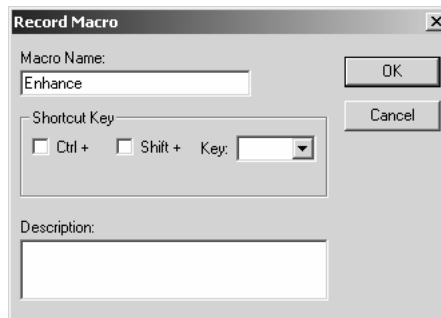 Record Macro
Macro Name:
Enhance
OK
Cancel
Shortcut Key
Ctrl + Shift + Key:
Description: